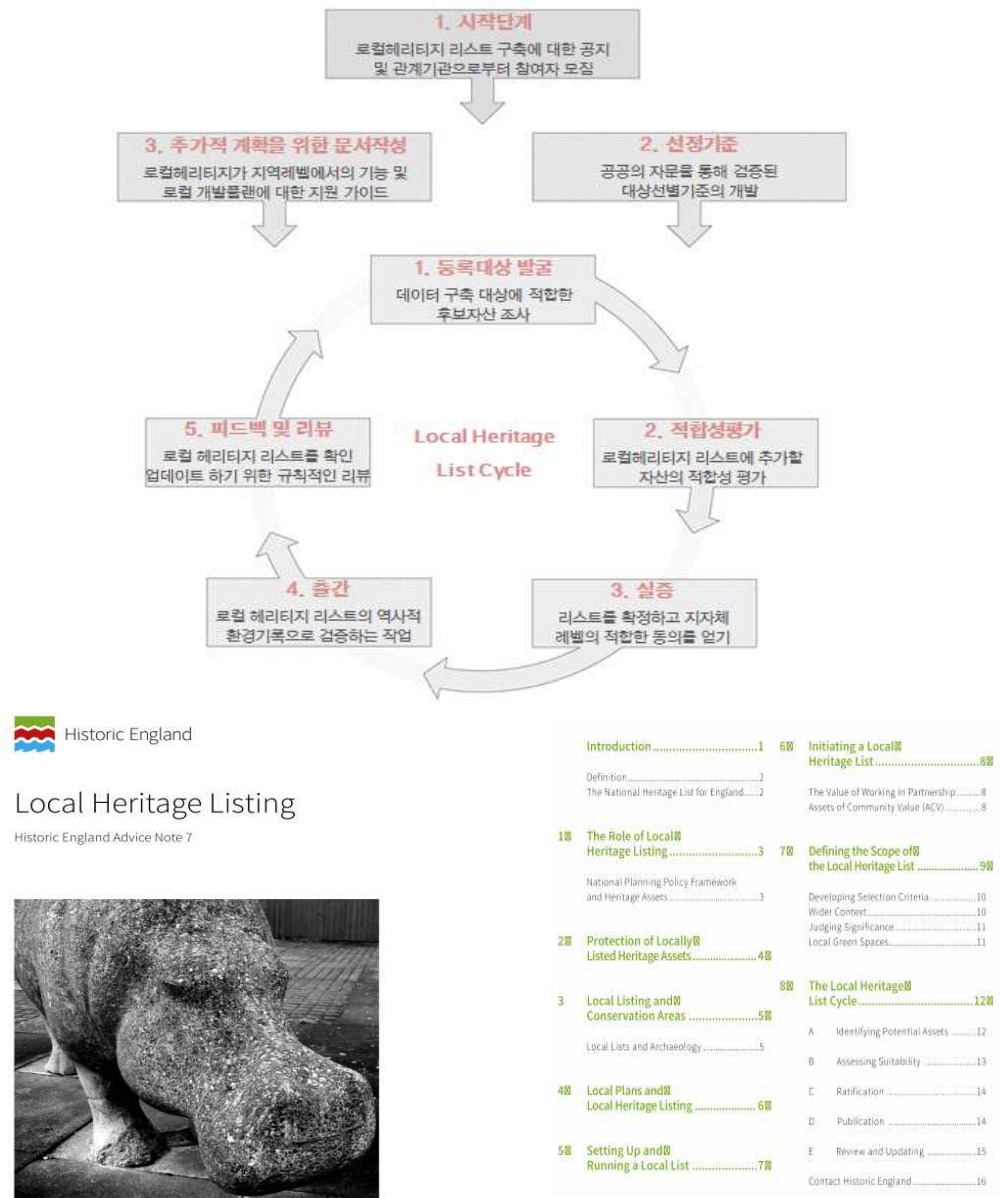 1. 시작단계
로컬헤리티지 리스트 구축에 대한 공지
및 관계기관으로부터 참여자 모집
3. 추가적 계획을 위한 문서작성
로컬헤리티지가 지역레벨에서의 기능 및
로컬 개발플랜에 대한 지원 가이드
2. 선정기준
공공의 자문을 통해 검증된
대상선별기준의 개발
1. 등록대상 발굴
데이터 구축 대상에 적합한
후보자산 조사
2. 적합성평가
로컬헤리티지 리스트에 추가할
자산의 적합성 평가
3. 실증
리스트를 확정하고 지자체
레벨의 적합한 동의를 얻기
4. 출간
로컬 헤리티지 리스트의 역사적
환경기록으로 검증하는 작업
5. 피드백 및 리뷰
로컬 헤리티지 리스트를 확인
업데이트 하기 위한 규칙적인 리뷰
Local Heritage
List Cycle
Historic England
Local Heritage Listing
Historic England Advice Note 7
Introduction 1
Definition 2
The National Heritage List for England 2
1 The Role of Local
Heritage Listing 3
National Planning Policy Framework
and Heritage Assets 3
2 Protection of Locally
Listed Heritage Assets 4
3 Local Listing and
Conservation Areas 5
Local Lists and Archaeology 5
4 Local Plans and
Local Heritage Listing 6
5 Setting Up and
Running a Local List 7
6 Initiating a Local
Heritage List 8
The Value of Working in Partnership 8
Assets of Community Value (ACV) 8
7 Defining the Scope of
the Local Heritage List 9
Developing Selection Criteria 10
Wider Context 10
Judging Significance 11
Local Green Spaces 11
8 The Local Heritage
List Cycle 12
A Identifying Potential Assets 12
B Assessing Suitability 13
C Ratification 14
D Publication 14
E Review and Updating 15
Contact Historic England 16